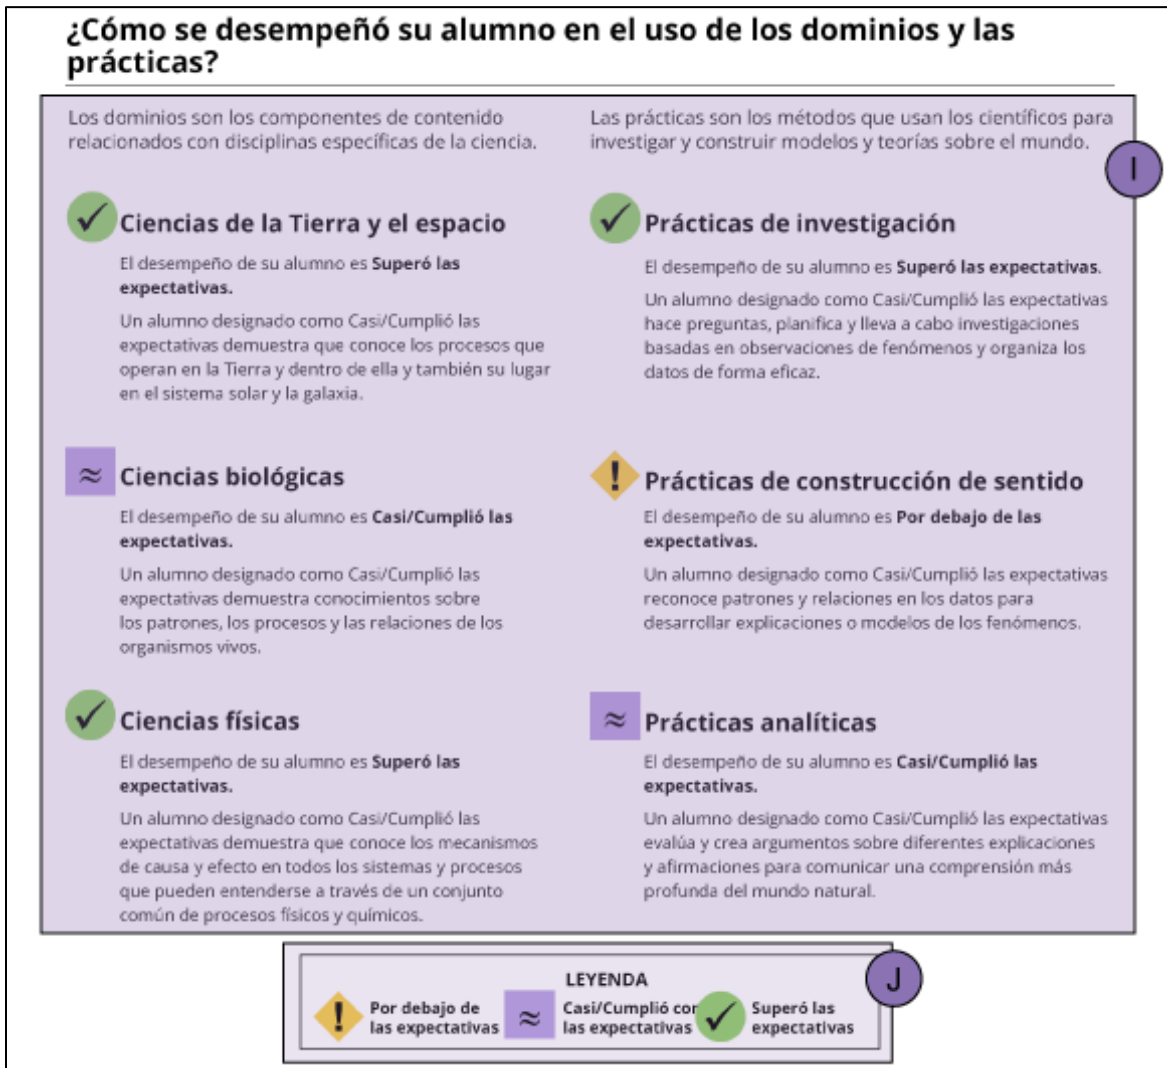 ¿Cómo se desempeñó su alumno en el uso de los dominios y las
prácticas?
Los dominios son los componentes de contenido
relacionados con disciplinas específicas de la ciencia.
Ciencias de la Tierra y el espacio
El desempeño de su alumno es Superó las
expectativas.
Un alumno designado como Casi/Cumplió las
expectativas demuestra que conoce los procesos que
operan en la Tierra y dentro de ella y también su lugar
en el sistema solar y la galaxia.
≈ Ciencias biológicas
El desempeño de su alumno es Casi/Cumplió las
expectativas.
Un alumno designado como Casi/Cumplió las
expectativas demuestra conocimientos sobre
los patrones, los procesos y las relaciones de los
organismos vivos.
Ciencias físicas
El desempeño de su alumno es Superó las
expectativas.
Un alumno designado como Casi/Cumplió las
expectativas demuestra que conoce los mecanismos
de causa y efecto en todos los sistemas y procesos
que pueden entenderse a través de un conjunto
común de procesos físicos y químicos.
Las prácticas son los métodos que usan los científicos para
investigar y construir modelos y teorías sobre el mundo.
I
Prácticas de investigación
El desempeño de su alumno es Superó las expectativas.
Un alumno designado como Casi/Cumplió las expectativas
hace preguntas, planifica y lleva a cabo investigaciones
basadas en observaciones de fenómenos y organiza los
datos de forma eficaz.
! Prácticas de construcción de sentido
El desempeño de su alumno es Por debajo de las
expectativas.
Un alumno designado como Casi/Cumplió las expectativas
reconoce patrones y relaciones en los datos para
desarrollar explicaciones o modelos de los fenómenos.
≈ Prácticas analíticas
El desempeño de su alumno es Casi/Cumplió las
expectativas.
Un alumno designado como Casi/Cumplió las expectativas
evalúa y crea argumentos sobre diferentes explicaciones
y afirmaciones para comunicar una comprensión más
profunda del mundo natural.
J
LEYENDA
! Por debajo de
las expectativas
≈ Casi/Cumplió con
las expectativas
Superó las
expectativas